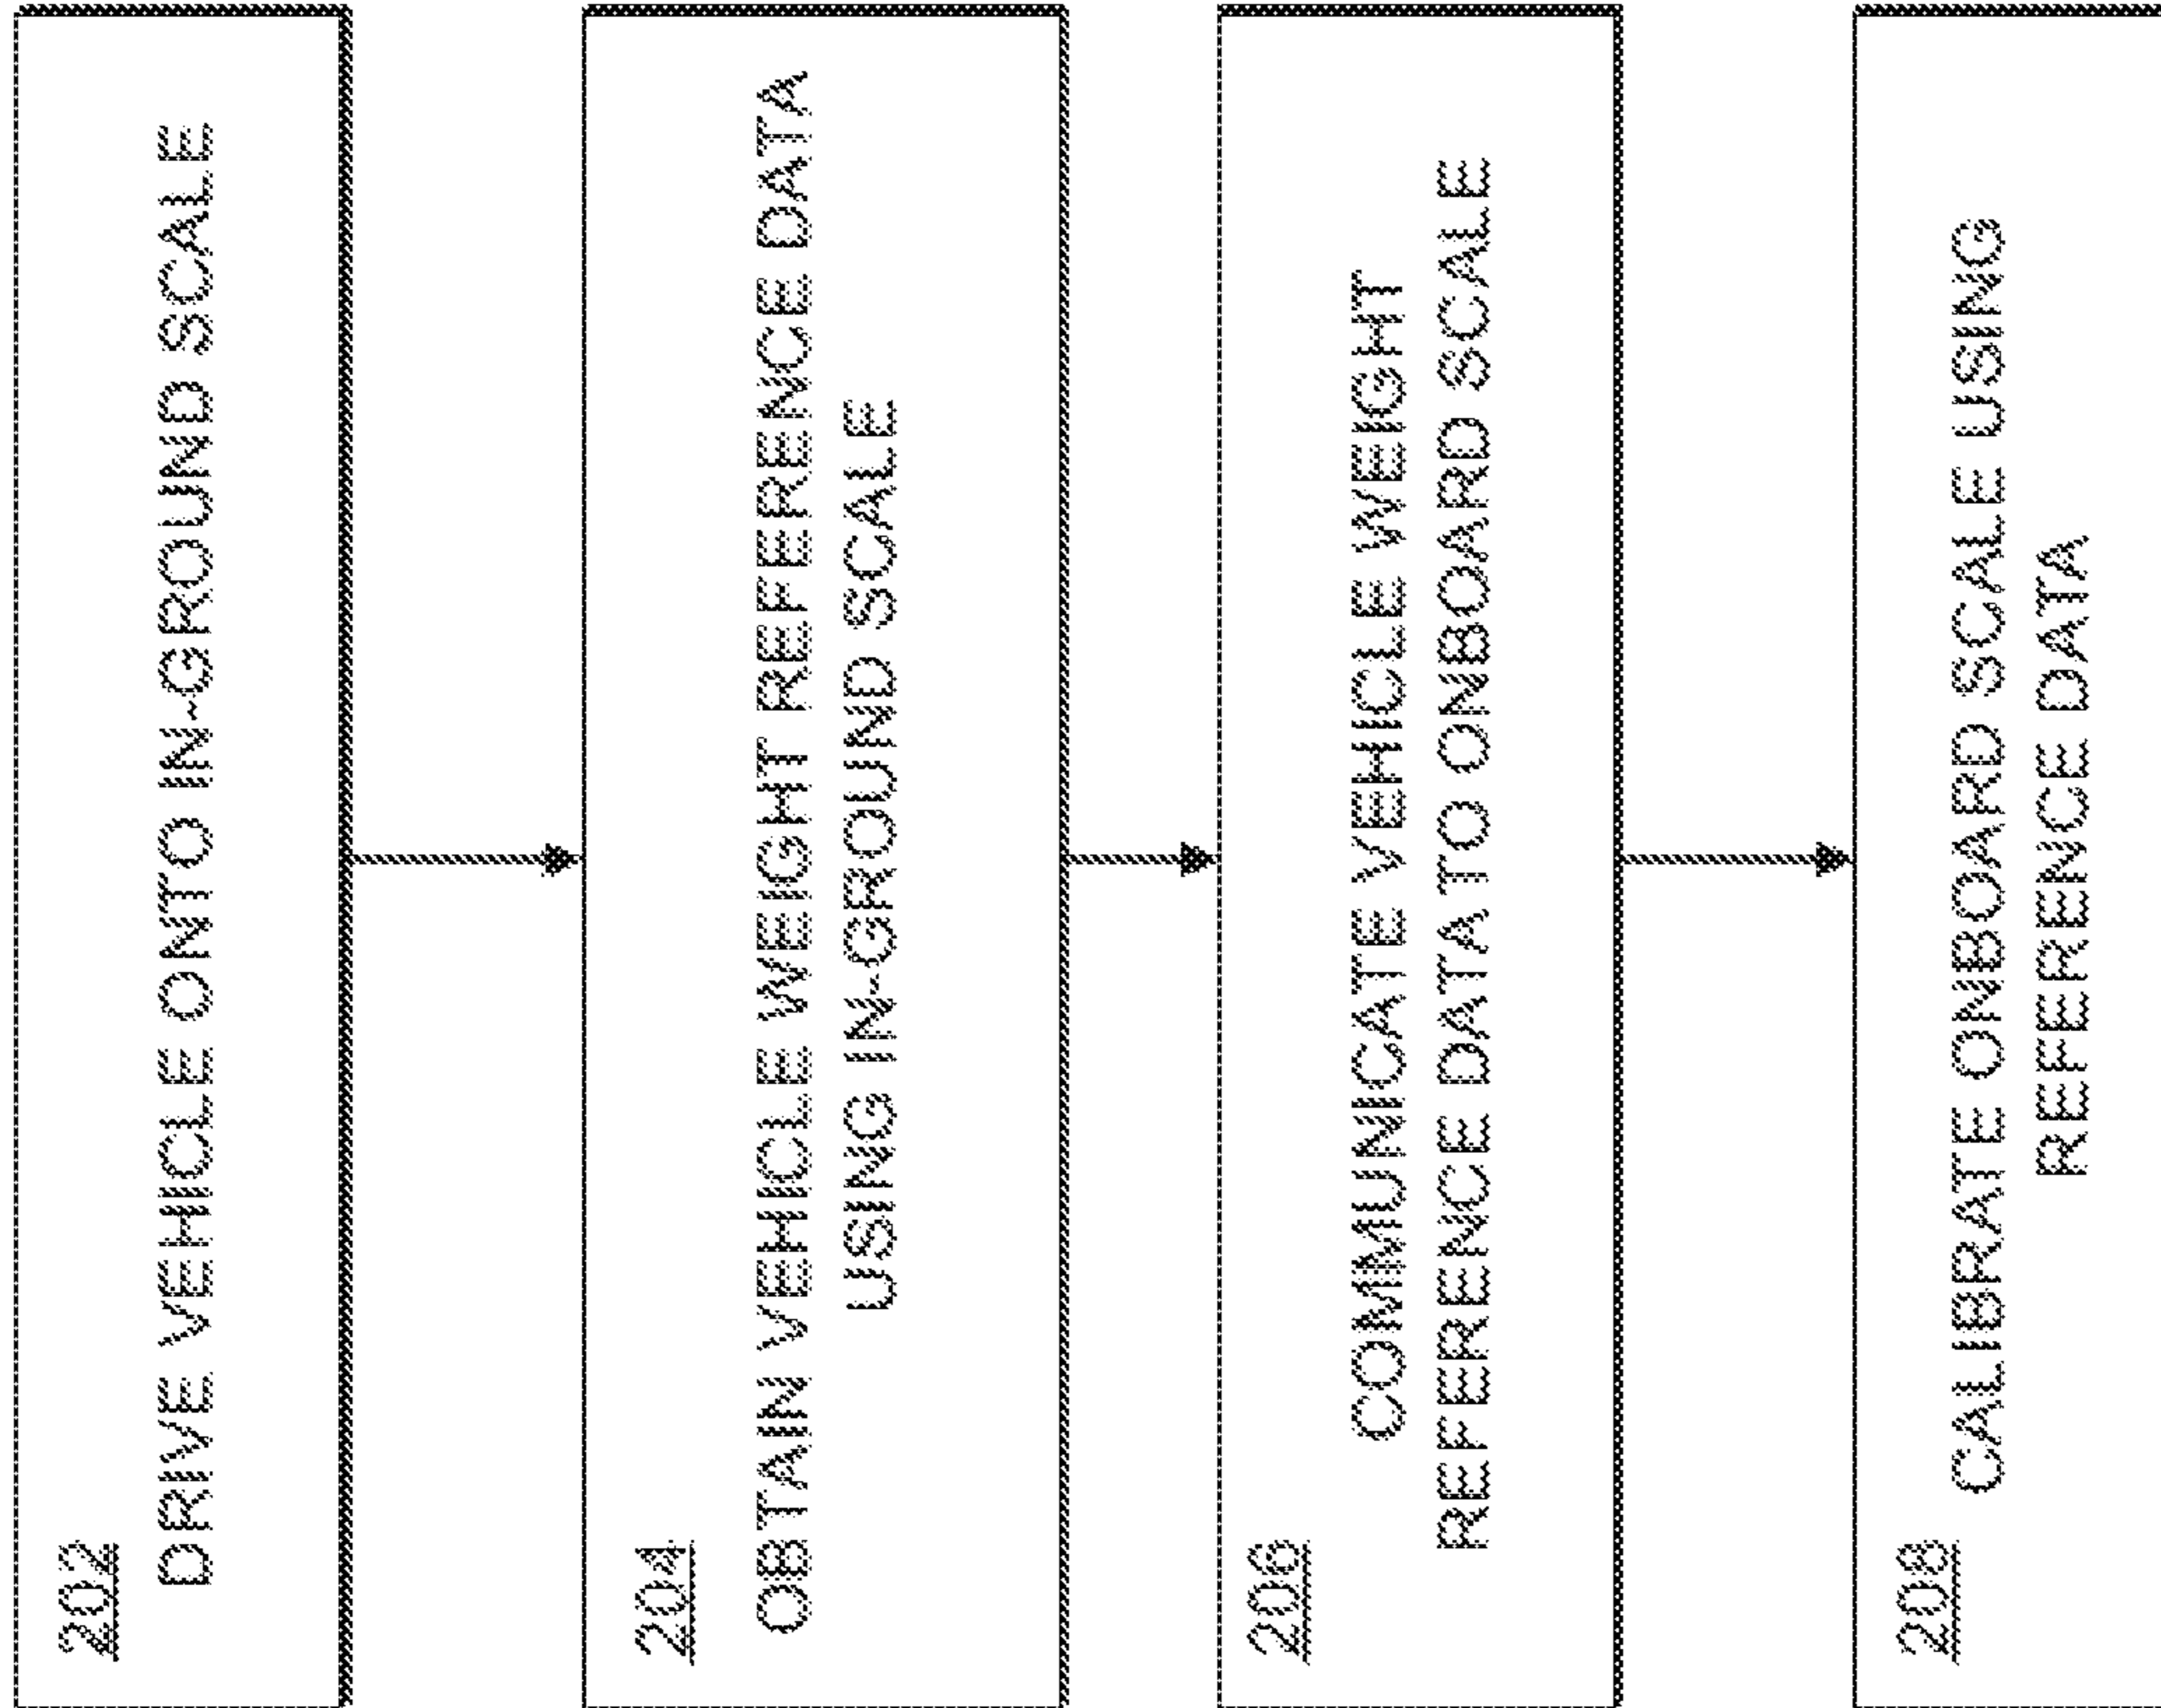 202
DRIVE VEHICLE ONTO IN-GROUND SCALE
204
OBTAIN VEHICLE WEIGHT REFERENCE DATA
USING IN-GROUND SCALE
206
COMMUNICATE VEHICLE WEIGHT
REFERENCE DATA TO ONBOARD SCALE
208
CALIBRATE ONBOARD SCALE USING
REFERENCE DATA